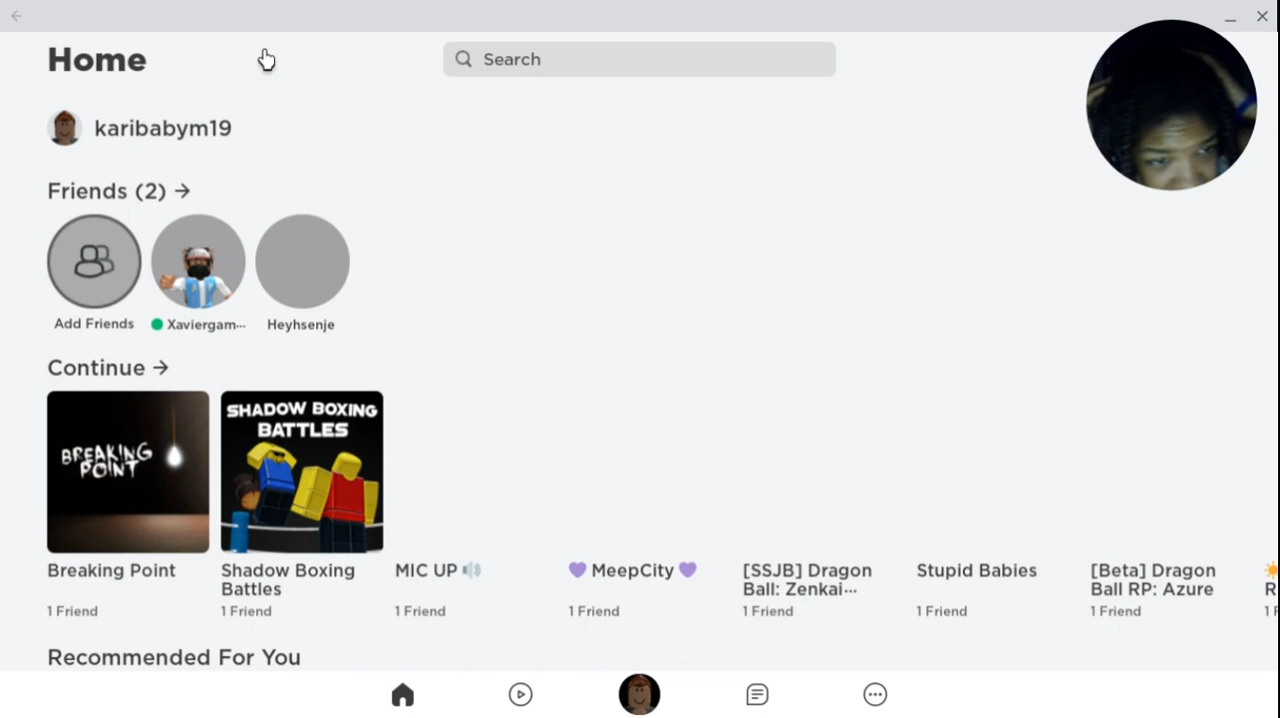 Home
Search
karibabym19
Friends (2) →
Add Friends
Xaviergam...
Heyhsenje
Continue →
BREAKING
POINT
SHADOW BOXING
BATTLES
Breaking Point
Shadow Boxing
Battles
MIC UP 🔊
💜 MeepCity 💜
[SSJB] Dragon
Ball: Zenkai...
Stupid Babies
[Beta] Dragon
Ball RP: Azure
☀
R
1 Friend
1 Friend
1 Friend
1 Friend
1 Friend
1 Friend
1 Friend
1 F
Recommended For You